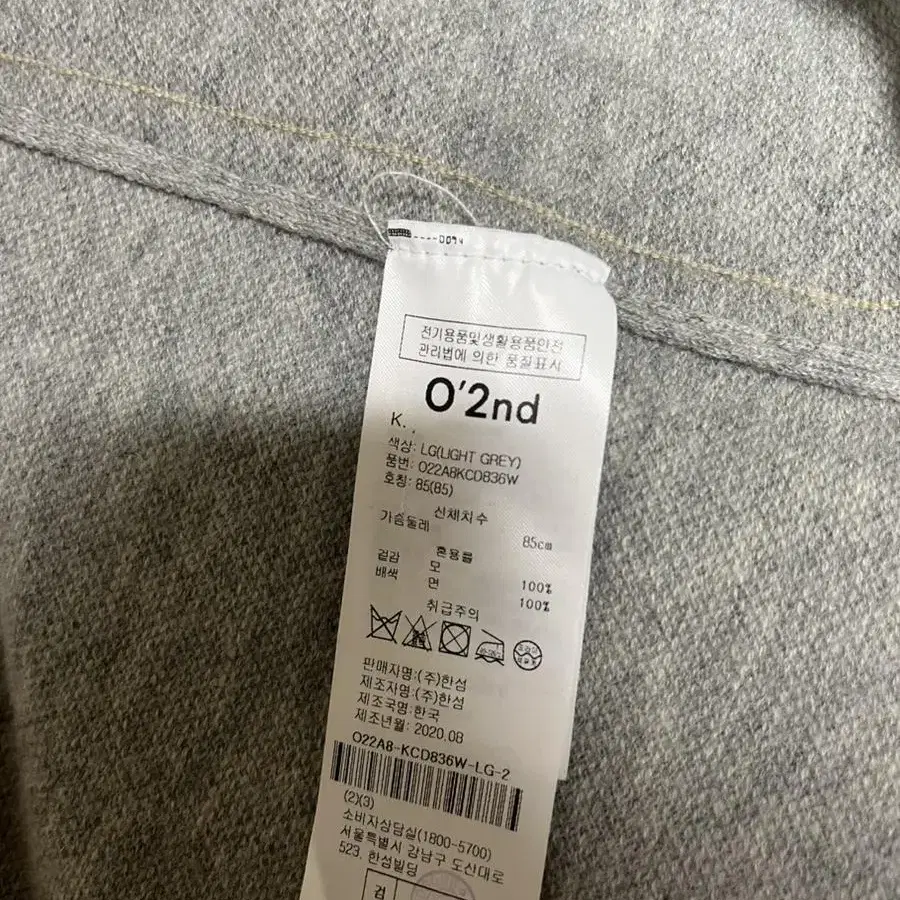 0094
전기용품및생활용품안전
관리법에 의한 품질표시
O'2nd
K.
색상: LG(LIGHT GREY)
품번: O22A8KCD836W
호칭: 85(85)
신체치수
가슴둘레 85cm
혼용률
겉감 모 100%
배색 면 100%
취급주의
판매자명:(주)한섬
제조자명:(주)한섬
제조국명:한국
제조년월: 2020.08
O22A8-KCD836W-LG-2
(2)(3)
소비자상담실(1800-5700)
서울특별시 강남구 도산대로
523. 한섬빌딩
검